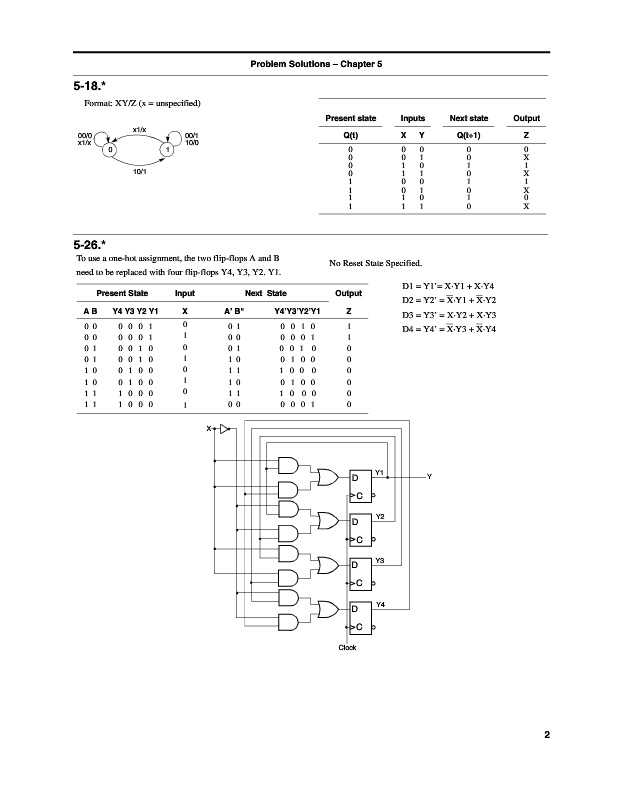 Problem Solutions – Chapter 5
5-18.*
Format: XY/Z (x = unspecified)
00/0
x1/x
x1/x
0
1
00/1
10/0
10/1
Present state Inputs Next state Output
Q(t) X Y Q(t+1) Z
0 0 0 0 0
0 0 1 0 X
0 1 0 1 1
0 1 1 0 X
1 0 0 1 1
1 0 1 0 X
1 1 0 1 0
1 1 1 0 X
5-26.*
To use a one-hot assignment, the two flip-flops A and B
need to be replaced with four flip-flops Y4, Y3, Y2. Y1.
No Reset State Specified.
Present State Input Next State Output
A B Y4 Y3 Y2 Y1 X A' B" Y4'Y3'Y2'Y1 Z
0 0 0 0 0 1 0 0 1 0 0 1 0 1
0 0 0 0 0 1 1 0 0 0 0 0 1 1
0 1 0 0 1 0 0 0 1 0 0 1 0 0
0 1 0 0 1 0 1 1 0 0 1 0 0 0
1 0 0 1 0 0 0 1 1 1 0 0 0 0
1 0 0 1 0 0 1 1 0 0 1 0 0 0
1 1 1 0 0 0 0 1 1 1 0 0 0 0
1 1 1 0 0 0 1 0 0 0 0 0 1 0
D1 = Y1'= X·Y1 + X·Y4
D2 = Y2' = X̅·Y1 + X̅·Y2
D3 = Y3' = X·Y2 + X·Y3
D4 = Y4' = X̅·Y3 + X̅·Y4
X
D
C
Y1
Y
D
C
Y2
D
C
Y3
D
C
Y4
Clock
2